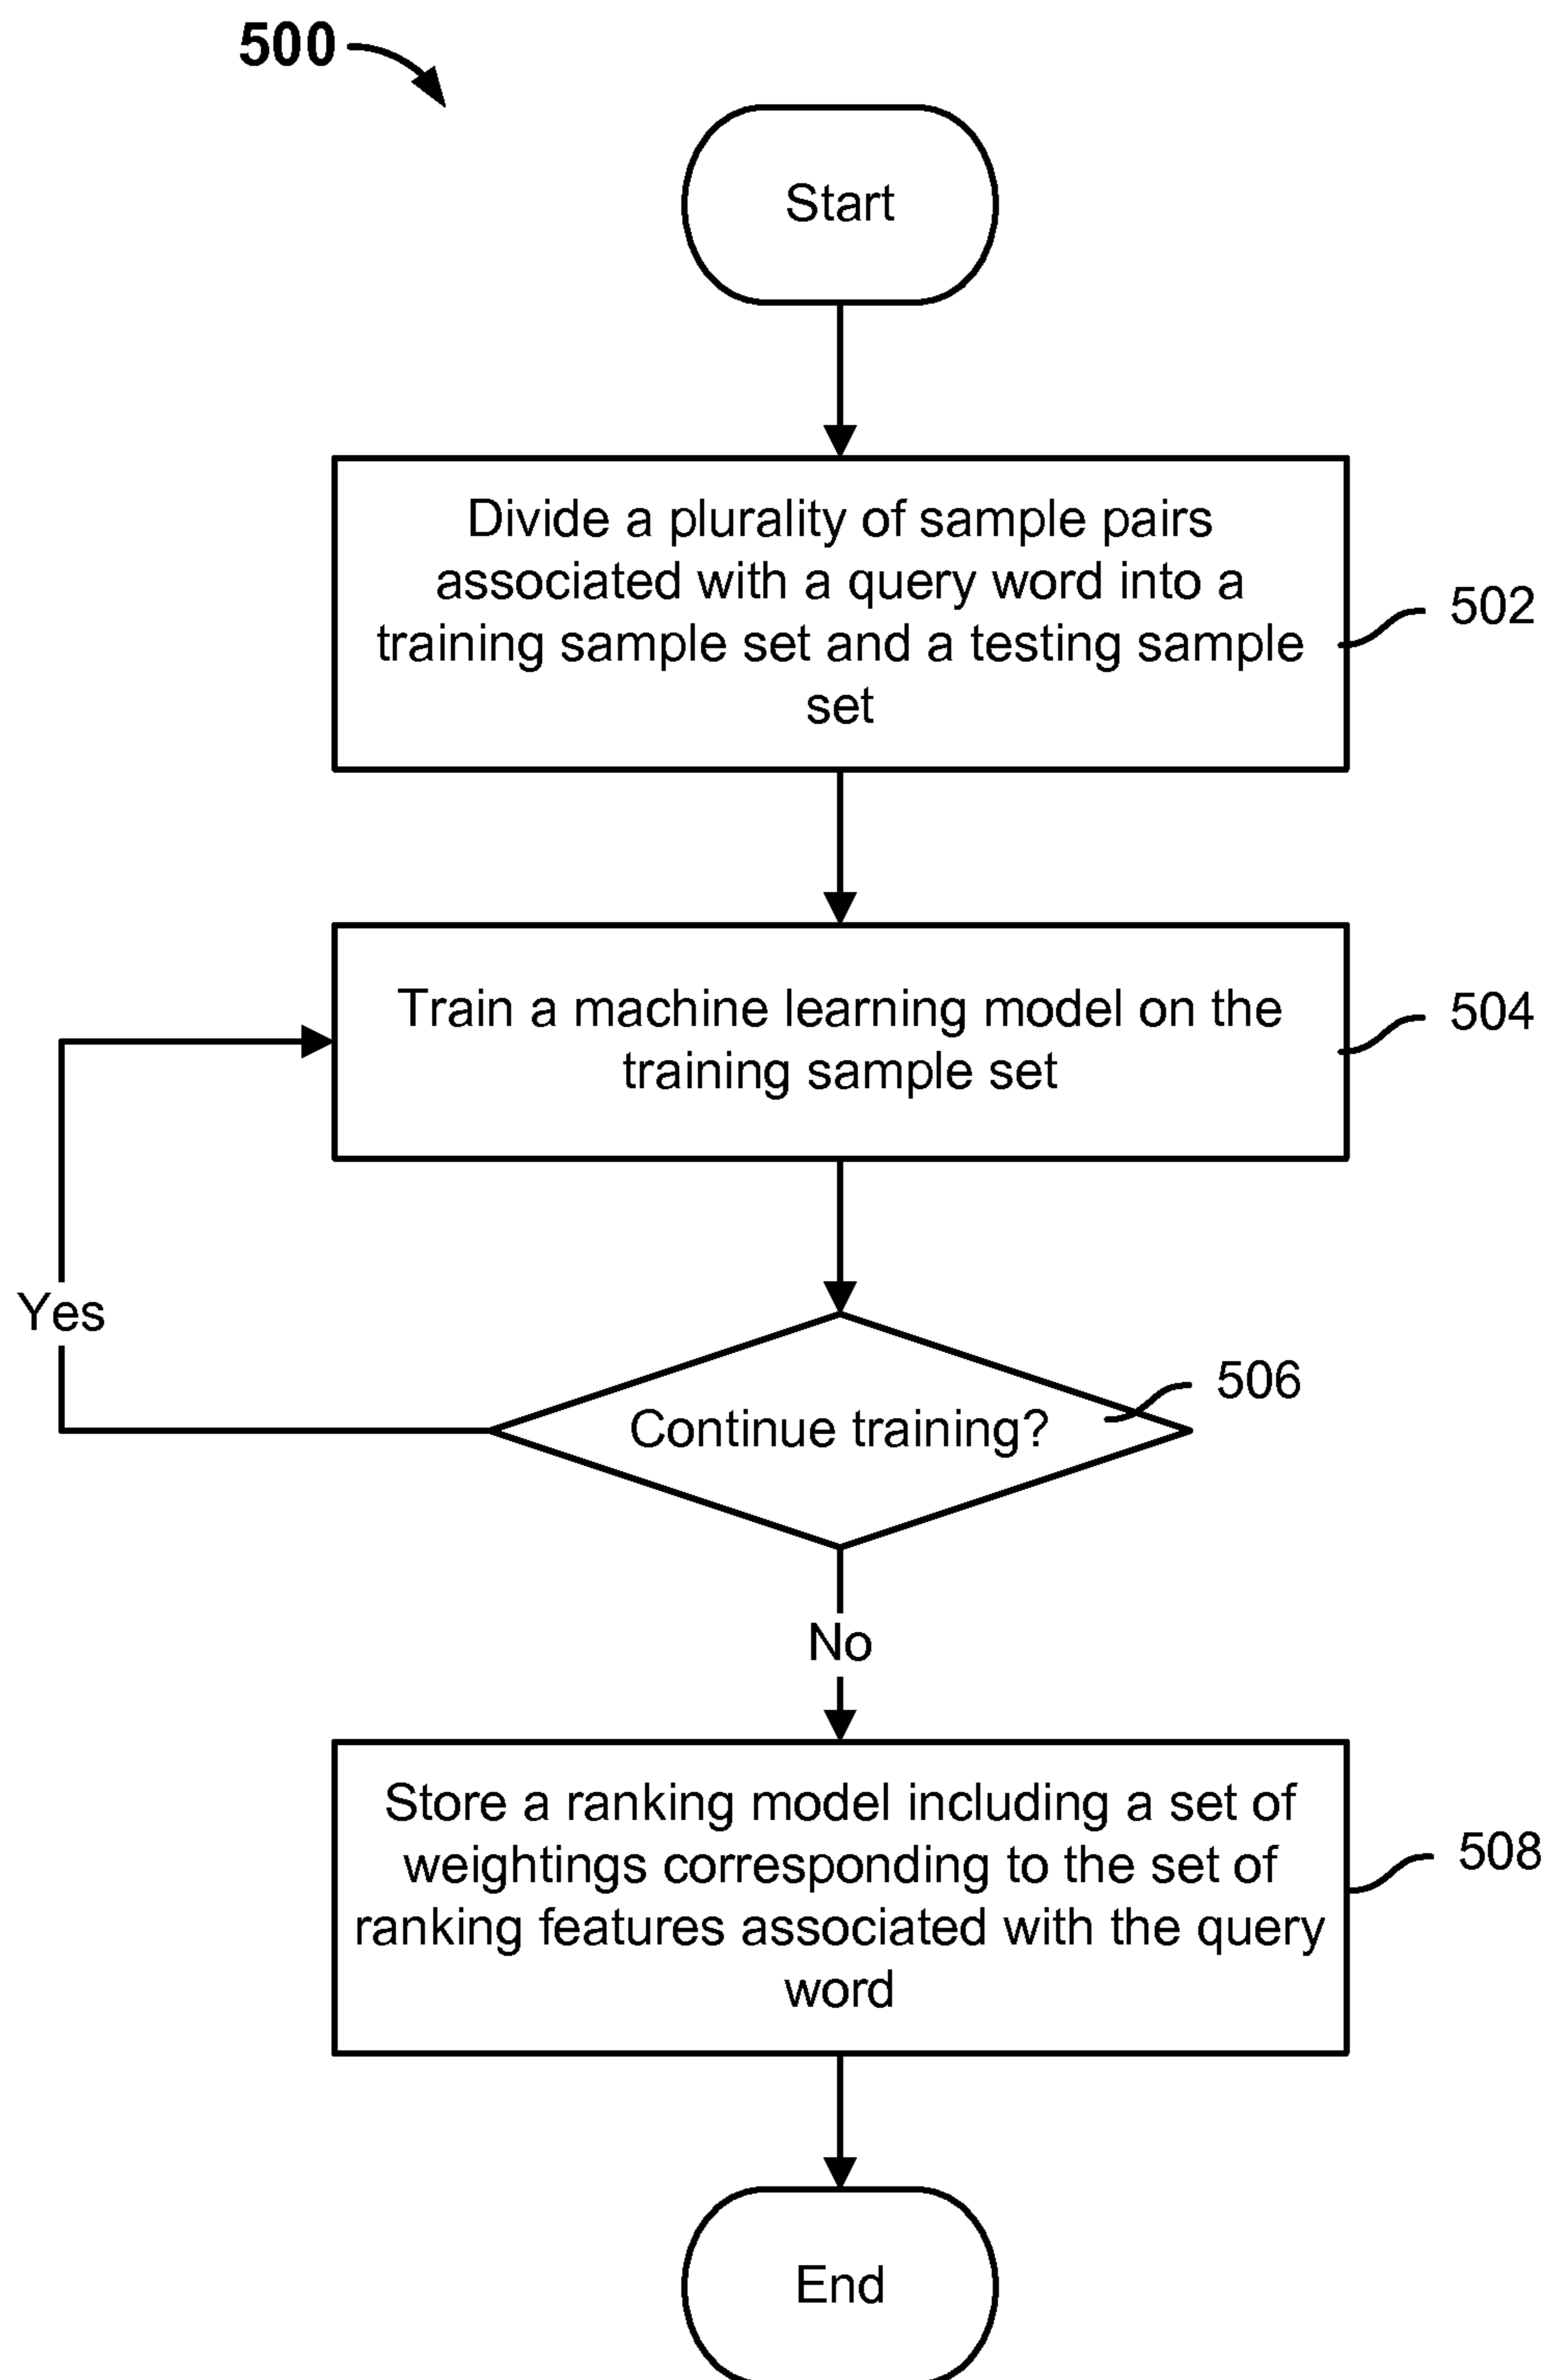 500
Start
Divide a plurality of sample pairs
associated with a query word into a
training sample set and a testing sample
set
502
Train a machine learning model on the
training sample set
504
Yes
Continue training?
506
No
Store a ranking model including a set of
weightings corresponding to the set of
ranking features associated with the query
word
508
End